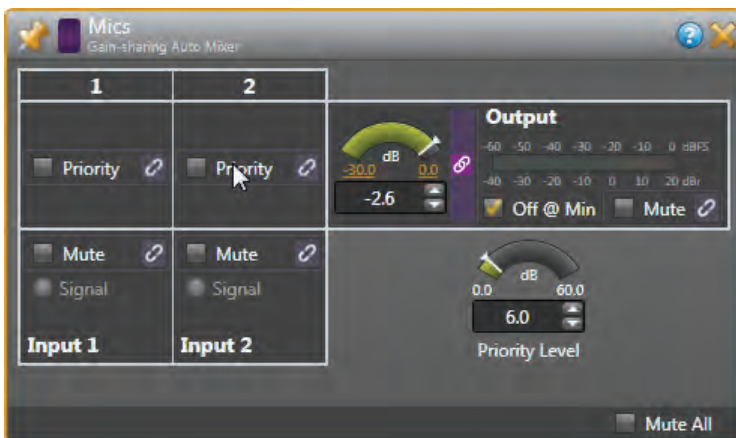 Mics
Gain-sharing Auto Mixer
1 2
Output
-60 -50 -40 -30 -20 -10 0 dBFS
dB
-30.0 0.0
Priority Priority
-40 -30 -20 -10 0 10 20 dBr
-2.6
Off @ Min Mute
Mute Mute
Signal Signal
dB
0.0 60.0
6.0
Input 1 Input 2
Priority Level
Mute All